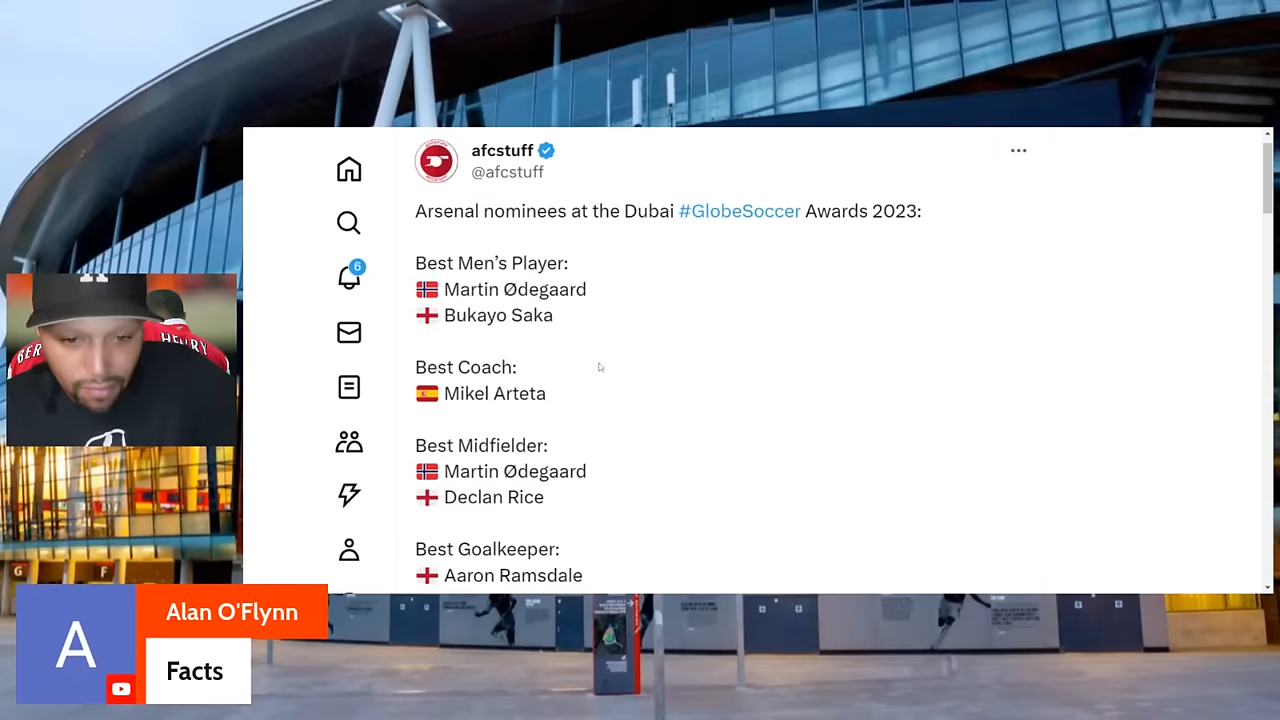 afcstuff
@afcstuff
Arsenal nominees at the Dubai #GlobeSoccer Awards 2023:
6
Best Men’s Player:
Martin Ødegaard
Bukayo Saka
Best Coach:
Mikel Arteta
Best Midfielder:
Martin Ødegaard
Declan Rice
Best Goalkeeper:
Aaron Ramsdale
HENRY
BER
G
F
A
Alan O'Flynn
Facts